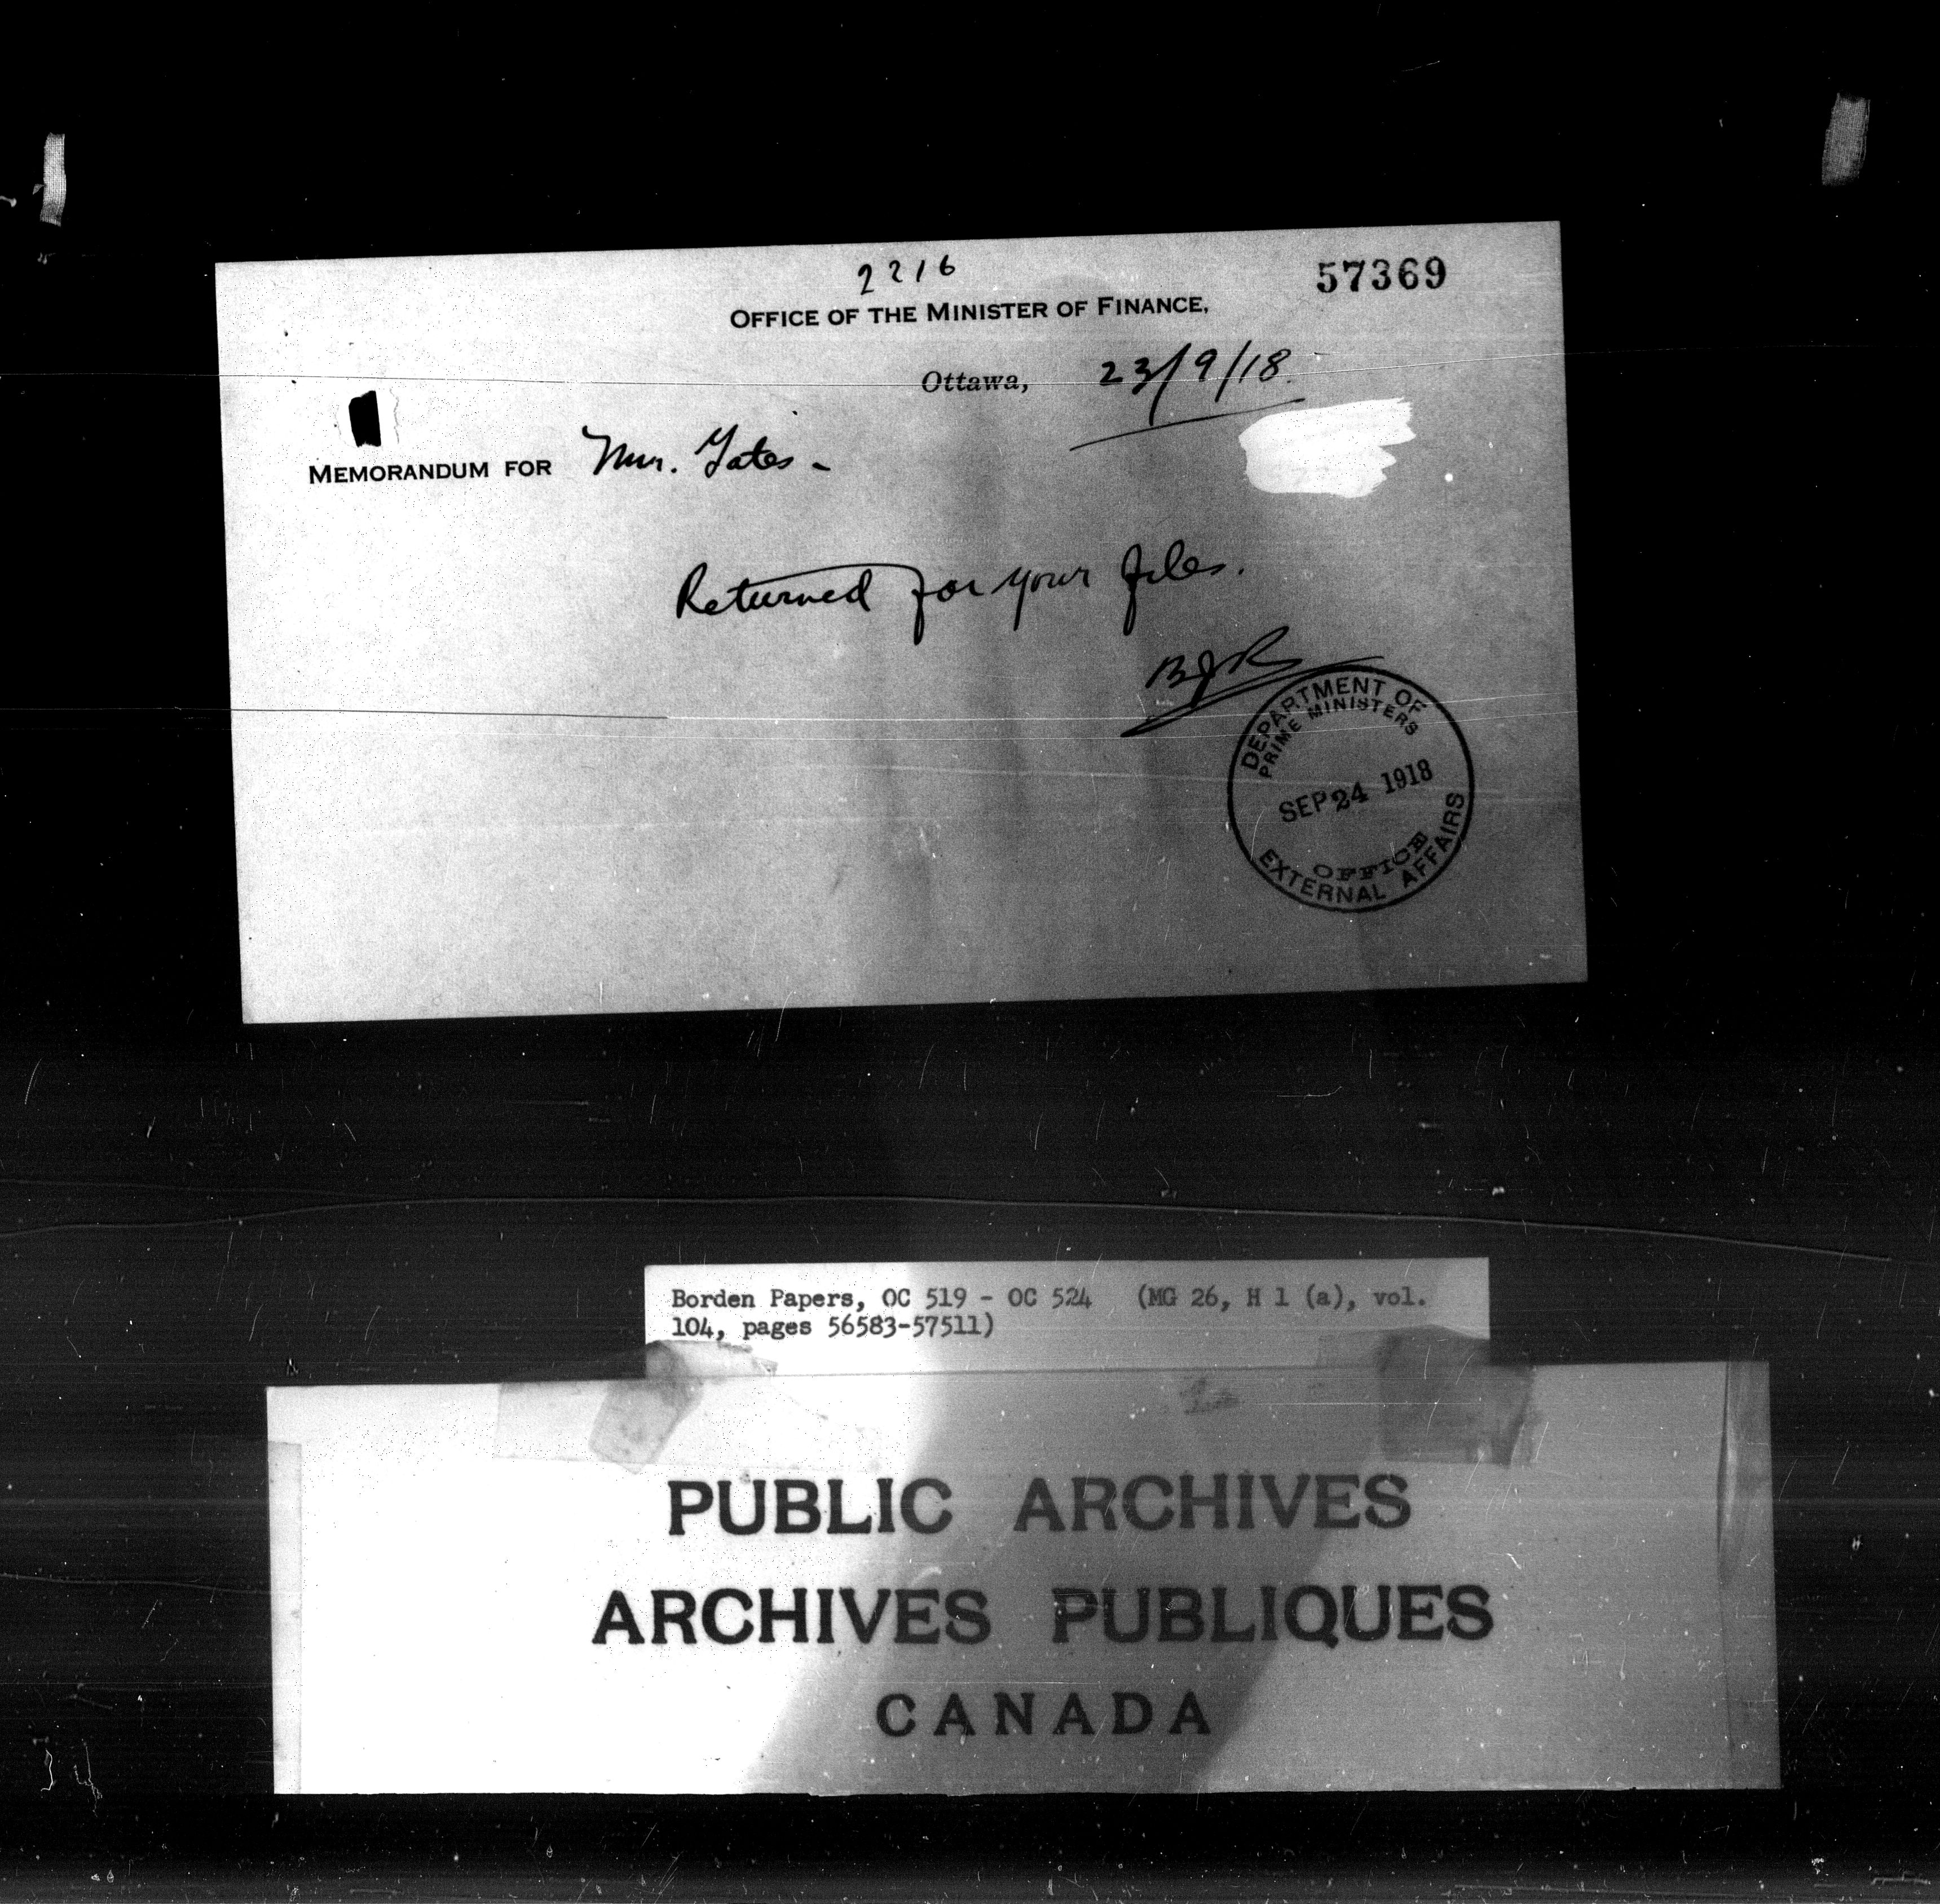 2216
57369
OFFICE OF THE MINISTER OF FINANCE,
Ottawa, 23/9/18.
MEMORANDUM FOR Mr. Yates -
Returned for your files.
BJR
DEPARTMENT OF
PRIME MINISTERS
SEP 24 1918
OFFICE
EXTERNAL AFFAIRS
Borden Papers, OC 519 - OC 524 (MG 26, H 1 (a), vol.
104, pages 56583-57511)
PUBLIC ARCHIVES
ARCHIVES PUBLIQUES
CANADA